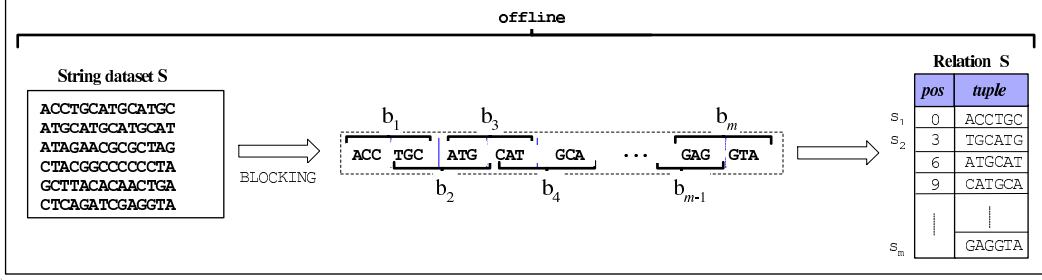 offline
String dataset S
ACCTGCATGCATGC
ATGCATGCATGCAT
ATAGAACGCGCTAG
CTACGGCCCCCCTA
GCTTACACAACTGA
CTCAGATCGAGGTA
BLOCKING
b1 b3 bm
ACC TGC ATG CAT GCA ... GAG GTA
b2 b4 bm-1
Relation S
pos tuple
s1 0 ACCTGC
s2 3 TGCATG
6 ATGCAT
9 CATGCA
sm GAGGTA